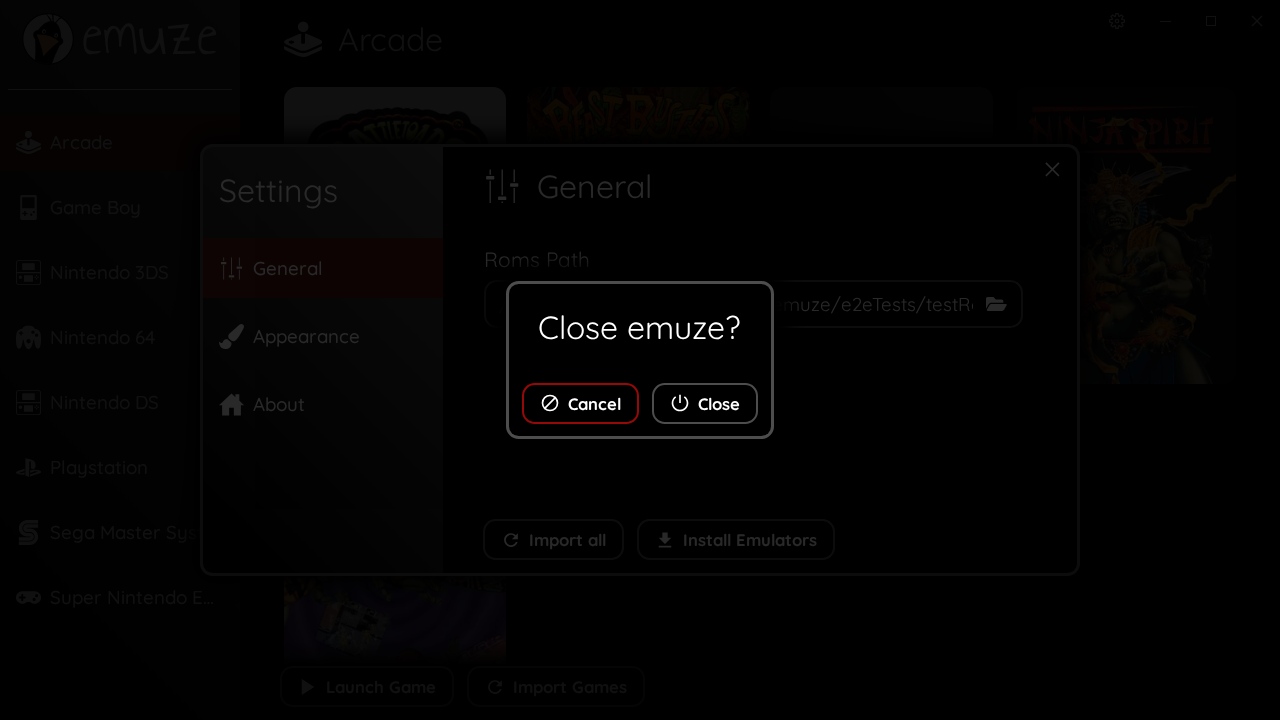 emuze
Arcade
Arcade
Game Boy
Nintendo 3DS
Nintendo 64
Nintendo DS
Playstation
Sega Master Sys
Super Nintendo E...
NINJA SPIRIT
Settings
General
Appearance
About
General
Roms Path
muze/e2eTests/testR
Close emuze?
Cancel
Close
Import all
Install Emulators
Launch Game
Import Games